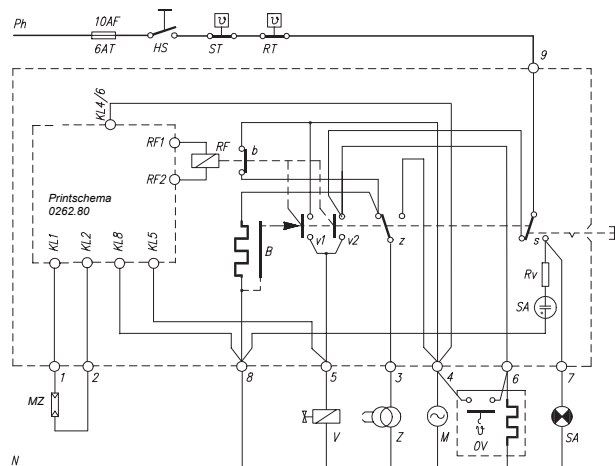 Ph
10AF
6AT
HS
ϑ
ST
ϑ
RT
9
KL4/6
RF1
RF
b
RF2
Printschema
0262.80
KL1
KL2
KL8
KL5
B
v1
v2
z
s
Rv
SA
1
2
8
5
3
4
6
7
MZ
V
Z
M
ϑ
0V
SA
N